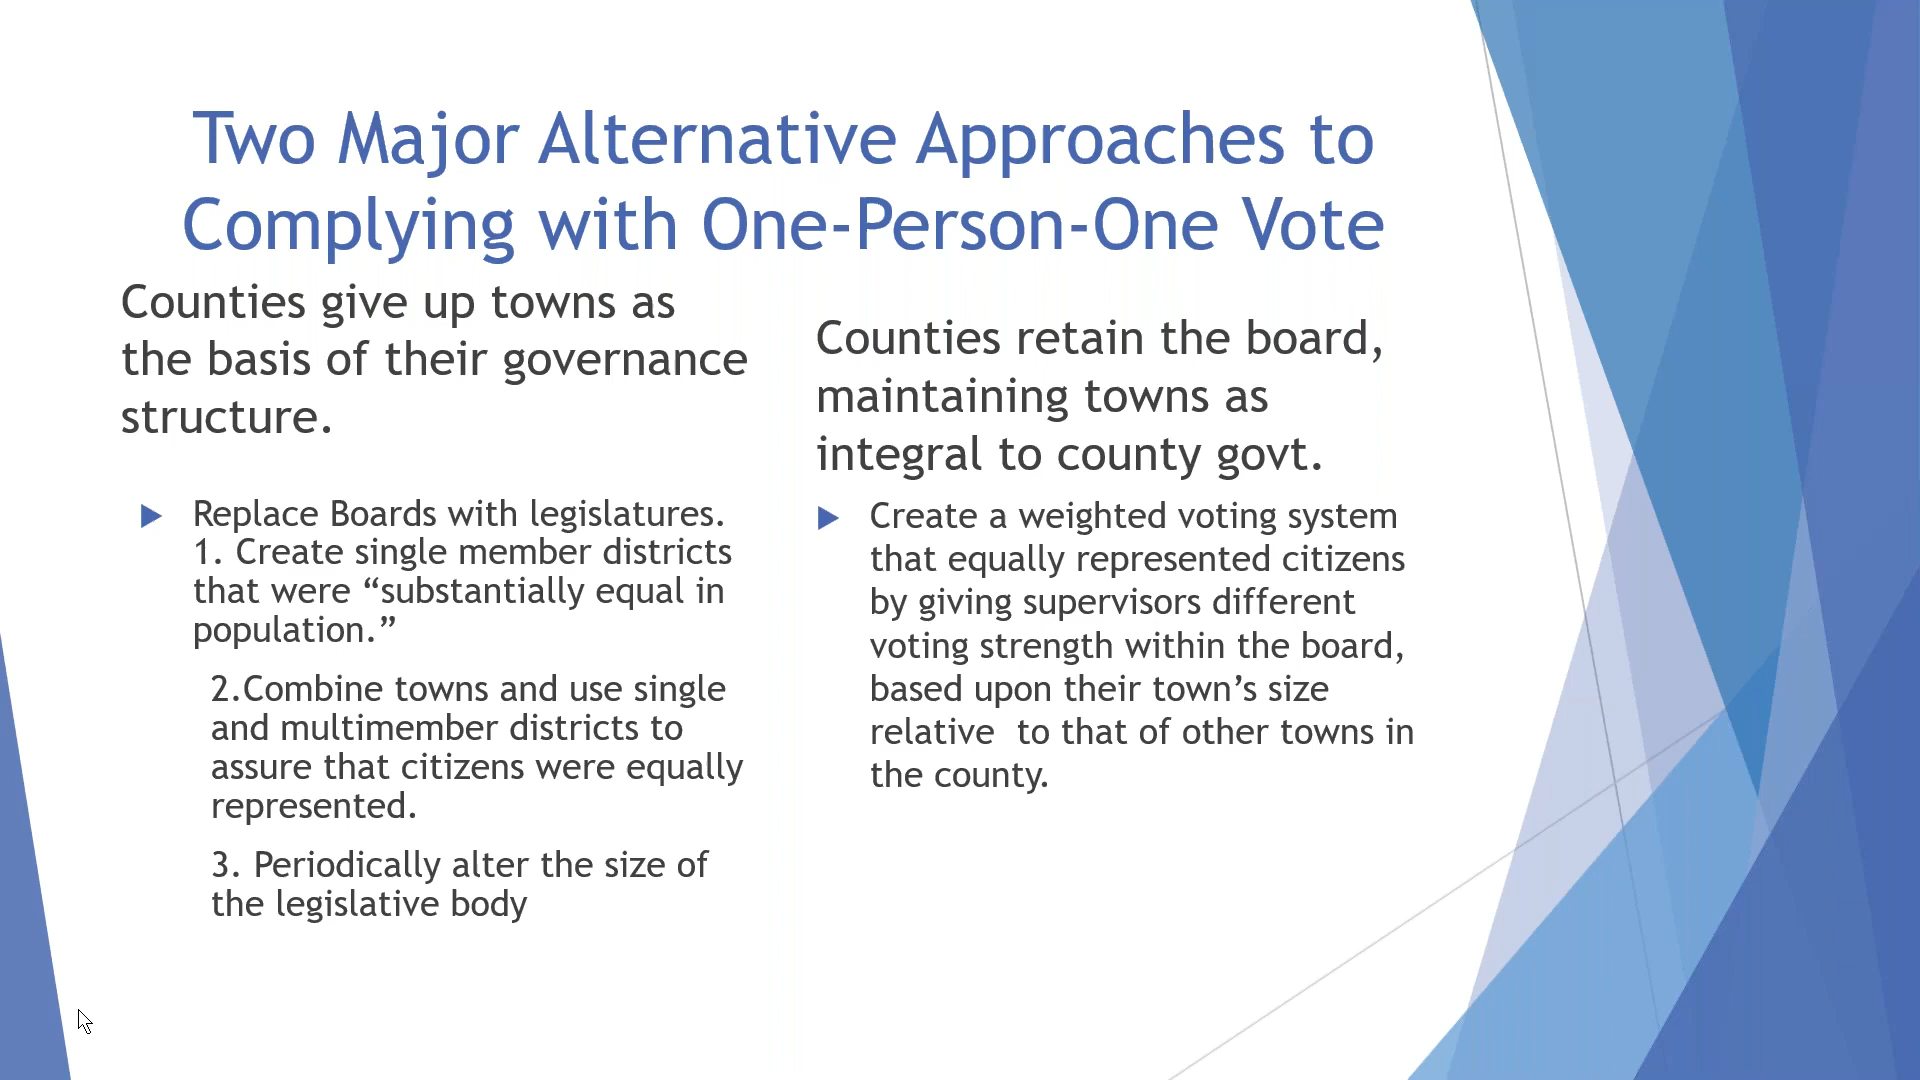 Two Major Alternative Approaches to
Complying with One-Person-One Vote
Counties give up towns as
the basis of their governance
structure.
Replace Boards with legislatures.
1. Create single member districts
that were “substantially equal in
population.”
2.Combine towns and use single
and multimember districts to
assure that citizens were equally
represented.
3. Periodically alter the size of
the legislative body
Counties retain the board,
maintaining towns as
integral to county govt.
Create a weighted voting system
that equally represented citizens
by giving supervisors different
voting strength within the board,
based upon their town’s size
relative  to that of other towns in
the county.